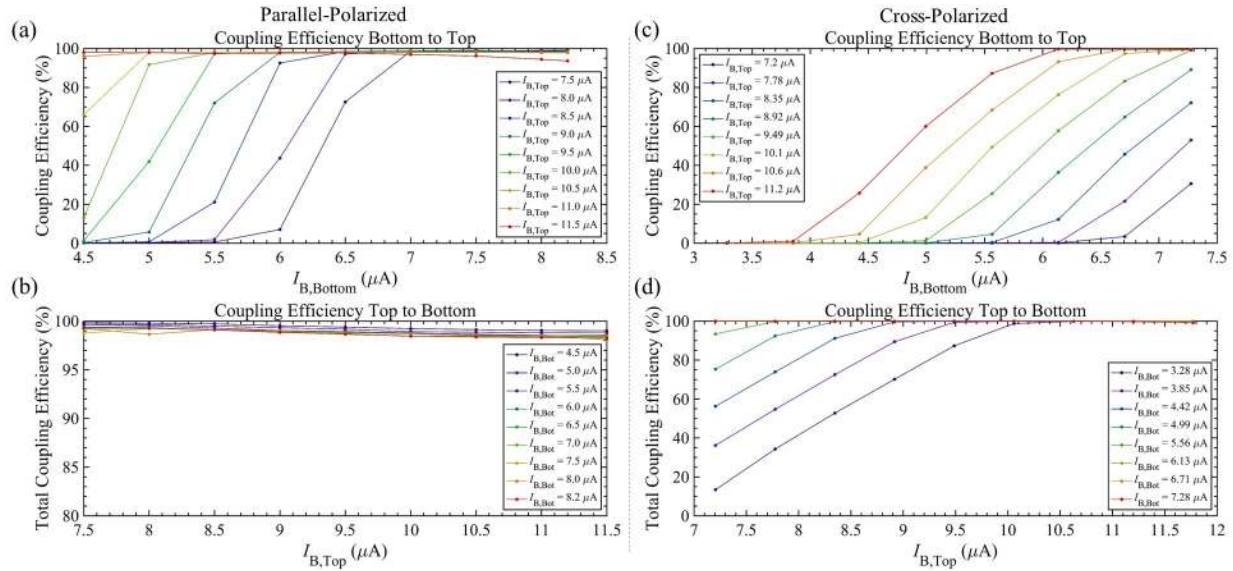 Parallel-Polarized
Cross-Polarized
(a)
Coupling Efficiency Bottom to Top
Coupling Efficiency (%)
100
80
60
40
20
0
I_B,Top = 7.5 μA
I_B,Top = 8.0 μA
I_B,Top = 8.5 μA
I_B,Top = 9.0 μA
I_B,Top = 9.5 μA
I_B,Top = 10.0 μA
I_B,Top = 10.5 μA
I_B,Top = 11.0 μA
I_B,Top = 11.5 μA
4.5 5 5.5 6 6.5 7 7.5 8 8.5
I_B,Bottom (μA)
(c)
Coupling Efficiency Bottom to Top
Coupling Efficiency (%)
100
80
60
40
20
0
I_B,Top = 7.2 μA
I_B,Top = 7.78 μA
I_B,Top = 8.35 μA
I_B,Top = 8.92 μA
I_B,Top = 9.49 μA
I_B,Top = 10.1 μA
I_B,Top = 10.6 μA
I_B,Top = 11.2 μA
3 3.5 4 4.5 5 5.5 6 6.5 7 7.5
I_B,Bottom (μA)
(b)
Coupling Efficiency Top to Bottom
Total Coupling Efficiency (%)
100
95
90
85
80
I_B,Bot = 4.5 μA
I_B,Bot = 5.0 μA
I_B,Bot = 5.5 μA
I_B,Bot = 6.0 μA
I_B,Bot = 6.5 μA
I_B,Bot = 7.0 μA
I_B,Bot = 7.5 μA
I_B,Bot = 8.0 μA
I_B,Bot = 8.2 μA
7.5 8 8.5 9 9.5 10 10.5 11 11.5
I_B,Top (μA)
(d)
Coupling Efficiency Top to Bottom
Total Coupling Efficiency (%)
100
80
60
40
20
0
I_B,Bot = 3.28 μA
I_B,Bot = 3.85 μA
I_B,Bot = 4.42 μA
I_B,Bot = 4.99 μA
I_B,Bot = 5.56 μA
I_B,Bot = 6.13 μA
I_B,Bot = 6.71 μA
I_B,Bot = 7.28 μA
7 7.5 8 8.5 9 9.5 10 10.5 11 11.5 12
I_B,Top (μA)